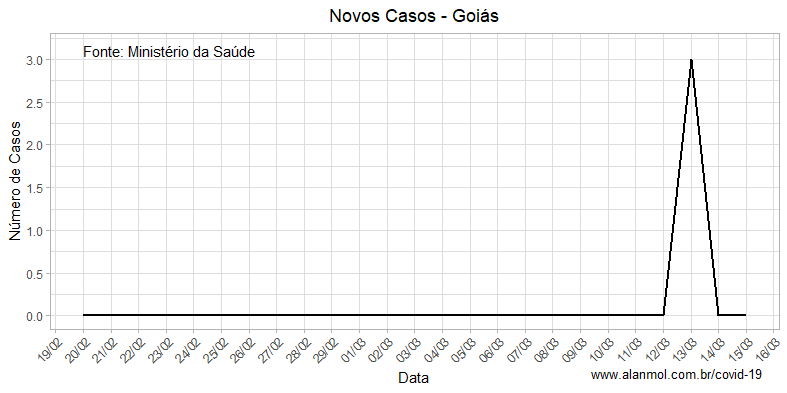 Novos Casos - Goiás
Fonte: Ministério da Saúde
Número de Casos
3.0
2.5
2.0
1.5
1.0
0.5
0.0
19/02 20/02 21/02 22/02 23/02 24/02 25/02 26/02 27/02 28/02 29/02 01/03 02/03 03/03 04/03 05/03 06/03 07/03 08/03 09/03 10/03 11/03 12/03 13/03 14/03 15/03 16/03
Data
www.alanmol.com.br/covid-19